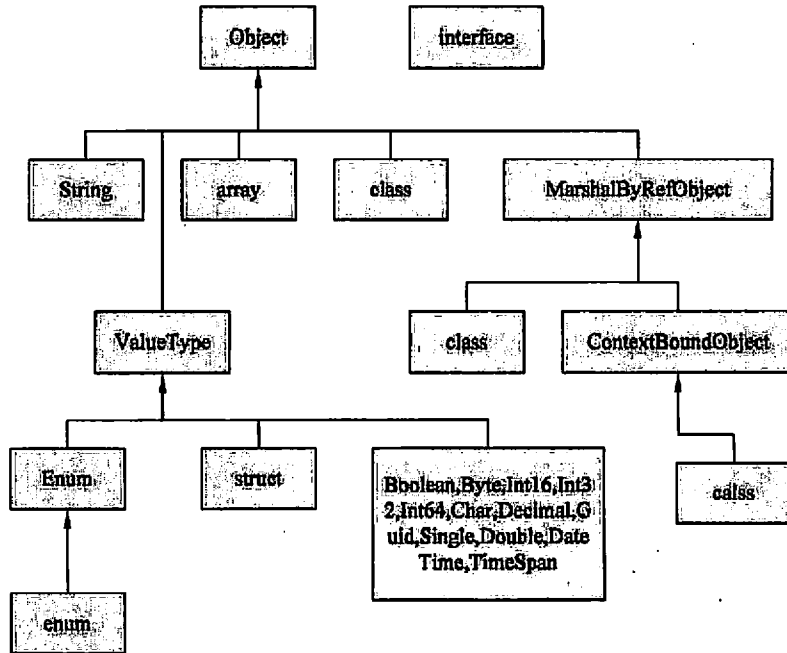 Object
interface
String
array
class
MarshalByRefObject
ValueType
class
ContextBoundObject
Enum
struct
Boolean,Byte,Int16,Int3
2,Int64,Char,Decimal,G
uid,Single,Double,Date
Time,TimeSpan
calss
enum